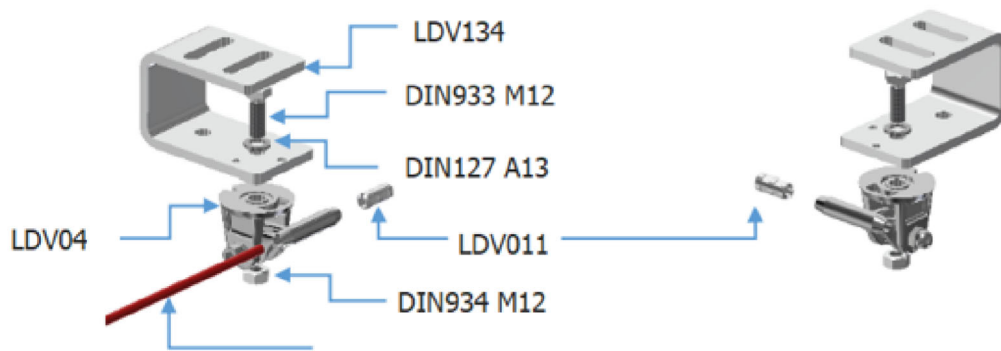 LDV134
DIN933 M12
DIN127 A13
LDV04
LDV011
DIN934 M12